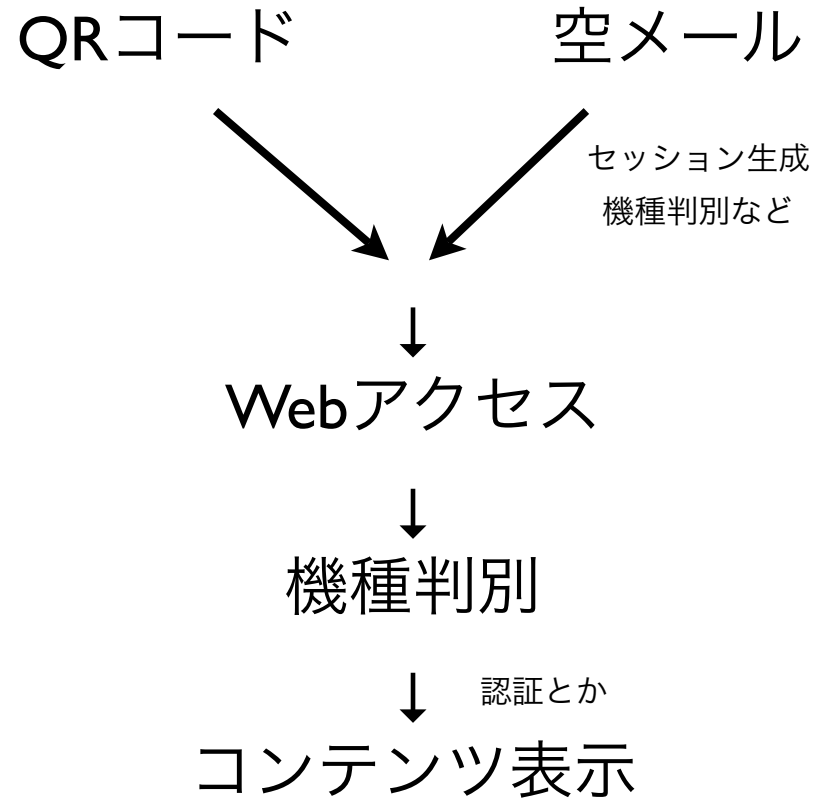 QRコード
空メール
セッション生成
機種判別など
↓
Webアクセス
↓
機種判別
↓
認証とか
コンテンツ表示